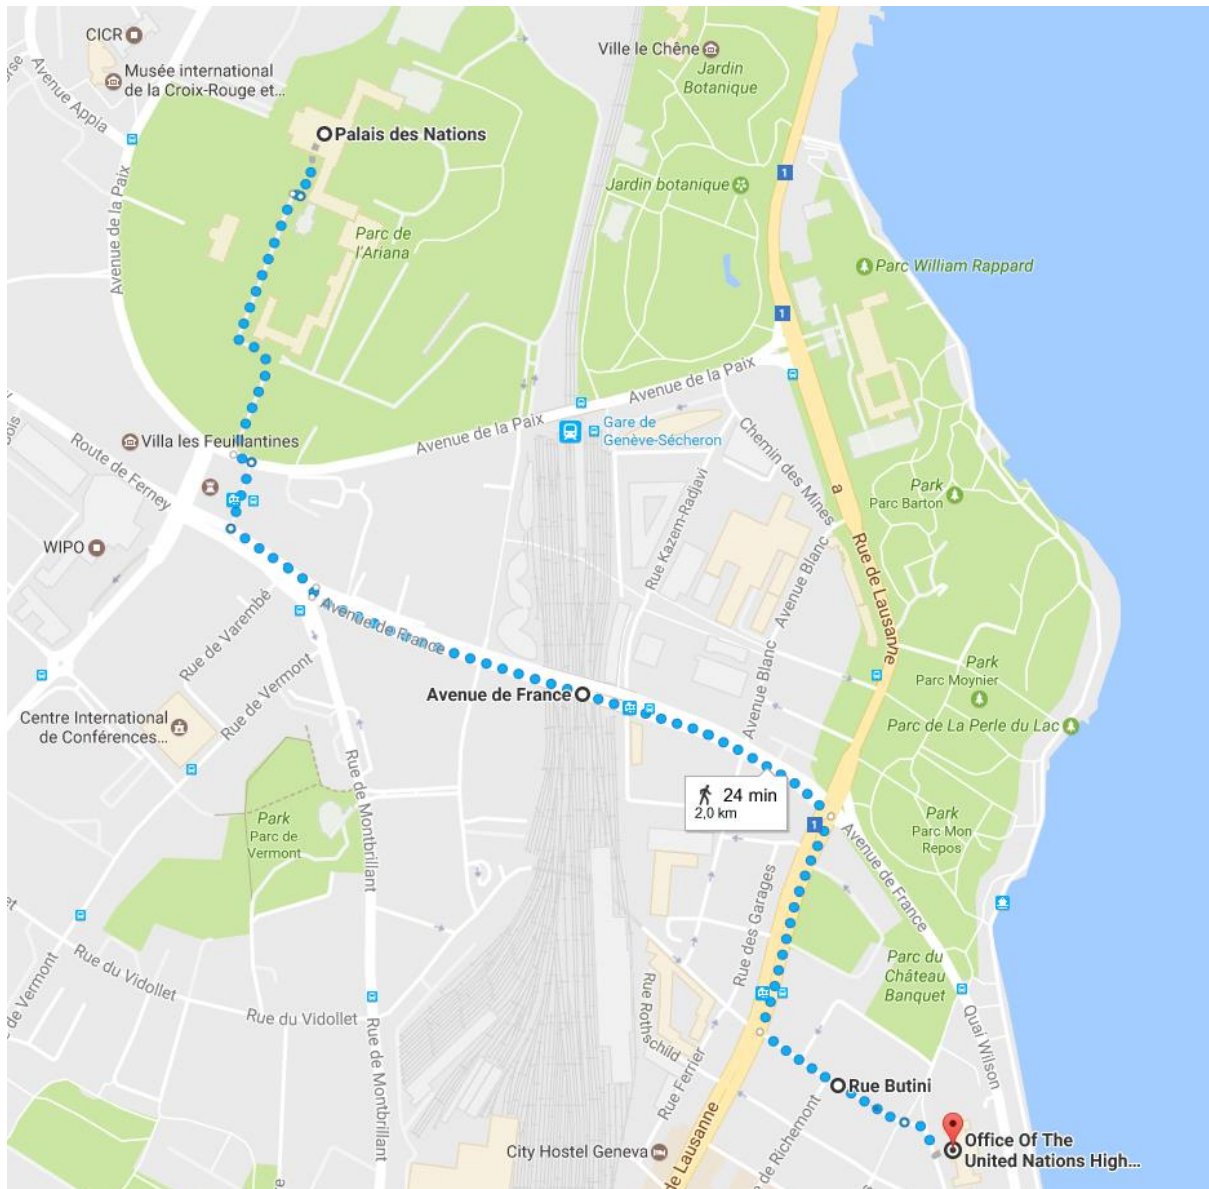 CICR
Musée international
de la Croix-Rouge et...
Ville le Chêne
Jardin
Botanique
Avenue Appia
Palais des Nations
1
Jardin botanique
Avenue de la Paix
Parc de
l'Ariana
Parc William Rappard
1
Avenue de la Paix
Avenue de la Paix
Gare de
Genève-Sécheron
Villa les Feuillantines
Route de Ferney
Chemin des Mines
Rue Kazem-Radjavi
a
Park
Parc Barton
WIPO
Rue de Lausanne
Avenue Blanc
Rue de Varembé
Avenue de France
Rue de Vermont
Park
Parc Moynier
Avenue Blanc
Avenue de France
Centre International
de Conférences...
Parc de La Perle du Lac
Rue de Montbrillant
24 min
2,0 km
Park
Parc de
Vermont
1
Park
Parc Mon
Repos
Avenue de France
Rue des Garages
Parc du
Château
Banquet
Rue du Vidollet
de Vermont
Rue du Vidollet
Rue Rothschild
Quai Wilson
Rue de Montbrillant
Rue Ferrier
Rue Butini
de Richemont
City Hostel Geneva
de Lausanne
Office Of The
United Nations High...